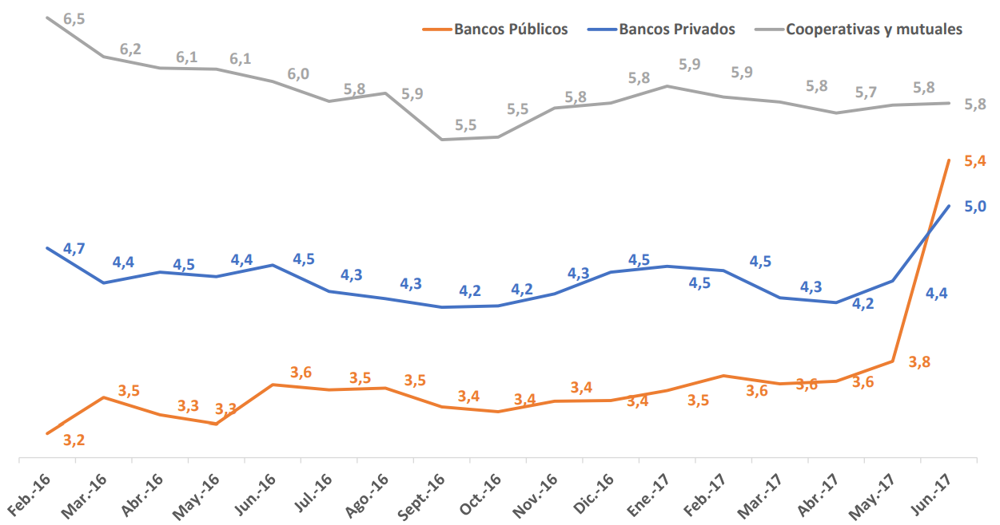 Bancos Públicos Bancos Privados Cooperativas y mutuales
6,5 6,2 6,1 6,1 6,0 5,8 5,9 5,5 5,5 5,8 5,8 5,9 5,9 5,8 5,7 5,8 5,8
4,7 4,4 4,5 4,4 4,5 4,3 4,3 4,2 4,2 4,3 4,5 4,5 4,5 4,3 4,2 4,4 5,0
3,2 3,5 3,3 3,3 3,6 3,5 3,5 3,4 3,4 3,4 3,4 3,5 3,6 3,6 3,6 3,8 5,4
Feb.-16 Mar.-16 Abr.-16 May.-16 Jun.-16 Jul.-16 Ago.-16 Sept.-16 Oct.-16 Nov.-16 Dic.-16 Ene.-17 Feb.-17 Mar.-17 Abr.-17 May.-17 Jun.-17